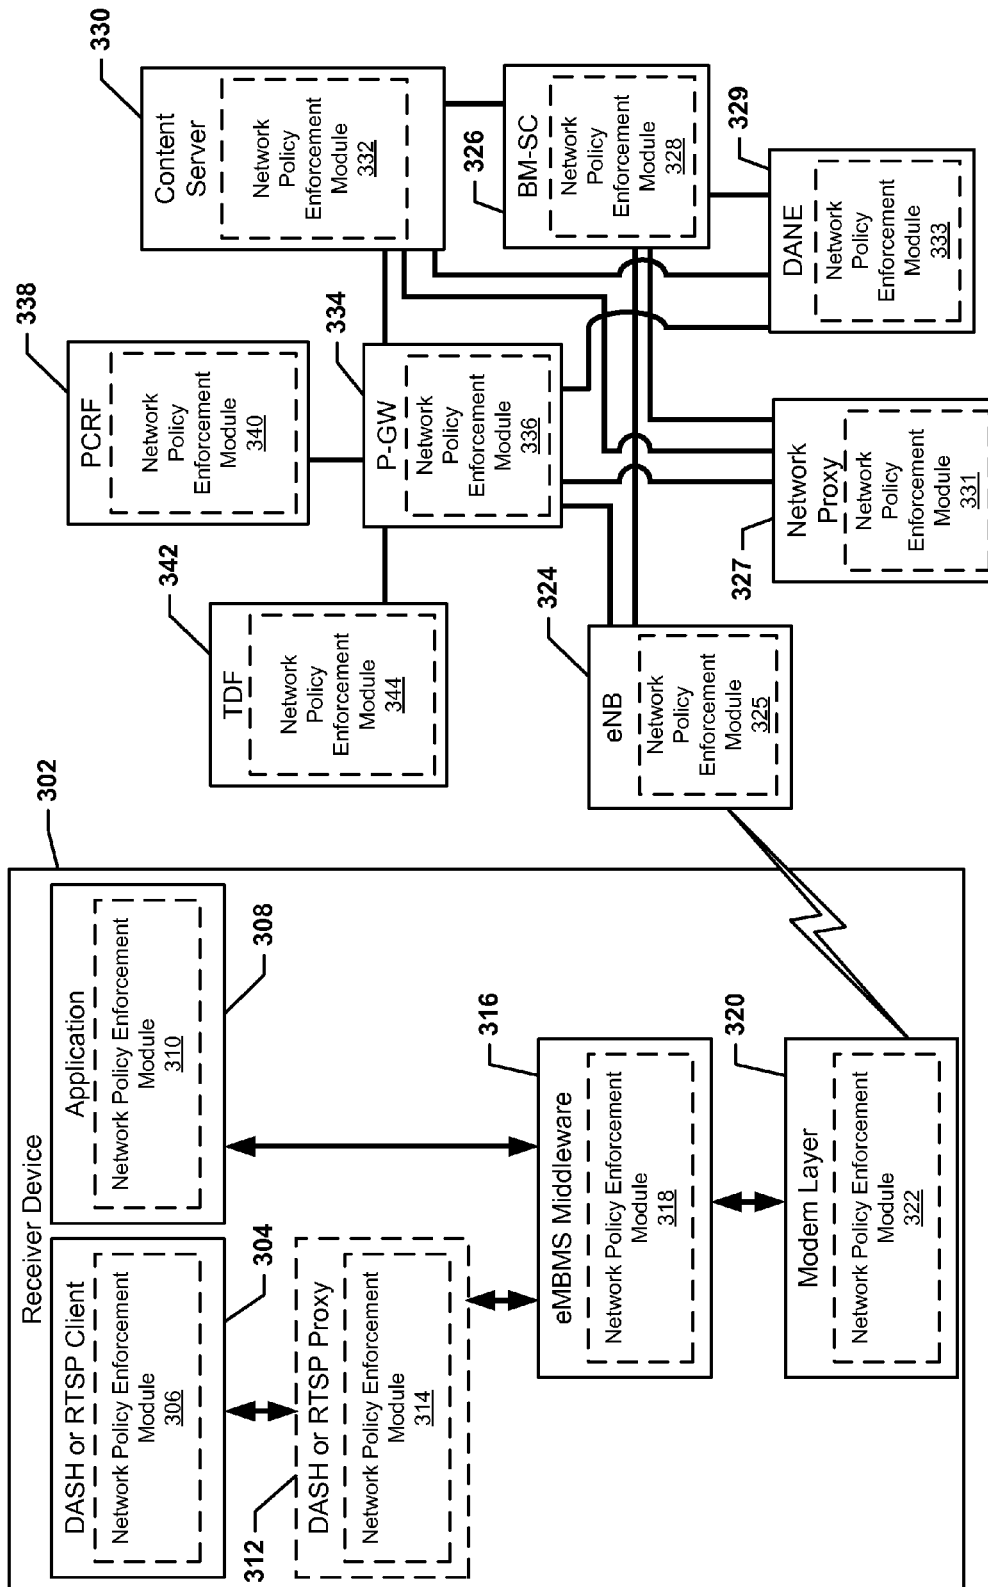 Receiver Device
302
DASH or RTSP Client
Network Policy Enforcement
Module
306
304
Application
Network Policy Enforcement
Module
310
308
312
DASH or RTSP Proxy
Network Policy Enforcement
Module
314
eMBMS Middleware
Network Policy Enforcement
Module
318
316
Modem Layer
Network Policy Enforcement
Module
322
320
TDF
Network
Policy
Enforcement
Module
344
342
PCRF
Network
Policy
Enforcement
Module
340
338
P-GW
Network
Policy
Enforcement
Module
336
334
Content
Server
Network
Policy
Enforcement
Module
332
330
eNB
Network
Policy
Enforcement
Module
325
324
BM-SC
Network
Policy
Enforcement
Module
328
326
Network
Proxy
Network
Policy
Enforcement
Module
331
327
DANE
Network
Policy
Enforcement
Module
333
329